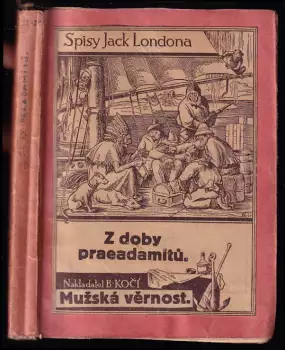 Spisy Jack Londona
Z doby
praeadamitů.
Nakladatel B. KOČÍ
Mužská věrnost.